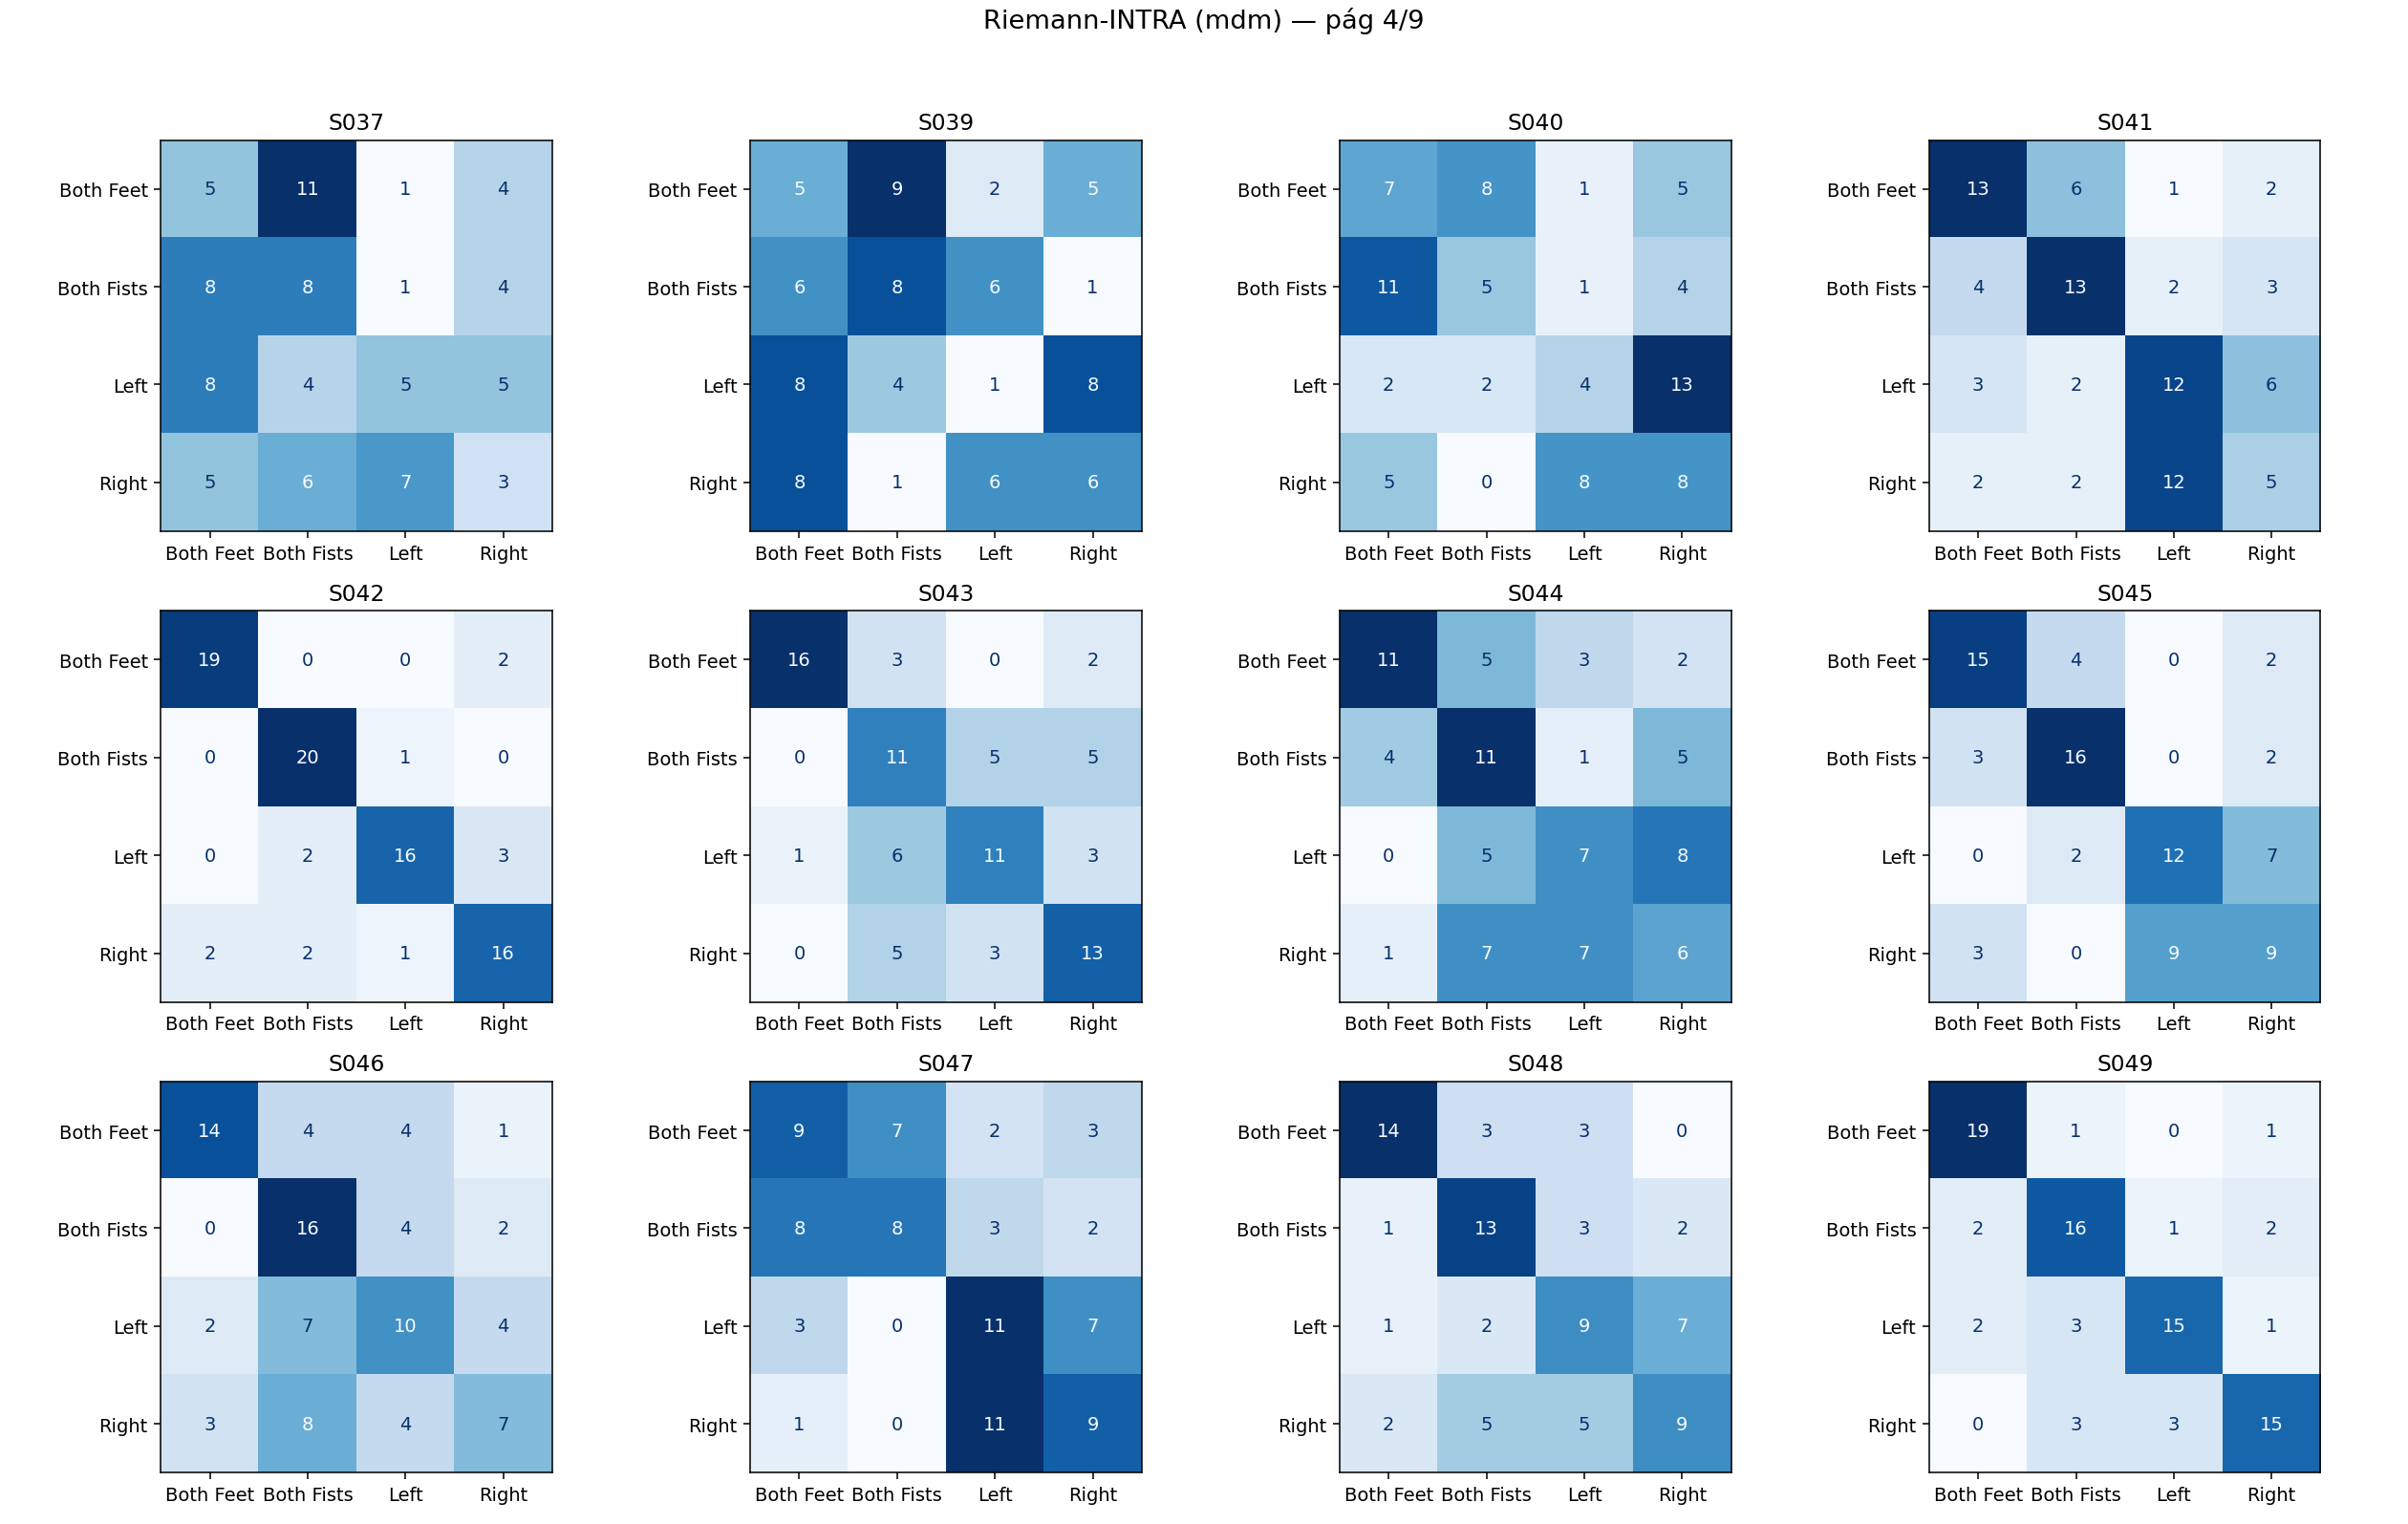 Riemann-INTRA (mdm) — pág 4/9
S037 S039 S040 S041
Both Feet 5 11 1 4 Both Feet 5 9 2 5 Both Feet 7 8 1 5 Both Feet 13 6 1 2
Both Fists 8 8 1 4 Both Fists 6 8 6 1 Both Fists 11 5 1 4 Both Fists 4 13 2 3
Left 8 4 5 5 Left 8 4 1 8 Left 2 2 4 13 Left 3 2 12 6
Right 5 6 7 3 Right 8 1 6 6 Right 5 0 8 8 Right 2 2 12 5
Both Feet Both Fists Left Right Both Feet Both Fists Left Right Both Feet Both Fists Left Right Both Feet Both Fists Left Right
S042 S043 S044 S045
Both Feet 19 0 0 2 Both Feet 16 3 0 2 Both Feet 11 5 3 2 Both Feet 15 4 0 2
Both Fists 0 20 1 0 Both Fists 0 11 5 5 Both Fists 4 11 1 5 Both Fists 3 16 0 2
Left 0 2 16 3 Left 1 6 11 3 Left 0 5 7 8 Left 0 2 12 7
Right 2 2 1 16 Right 0 5 3 13 Right 1 7 7 6 Right 3 0 9 9
Both Feet Both Fists Left Right Both Feet Both Fists Left Right Both Feet Both Fists Left Right Both Feet Both Fists Left Right
S046 S047 S048 S049
Both Feet 14 4 4 1 Both Feet 9 7 2 3 Both Feet 14 3 3 0 Both Feet 19 1 0 1
Both Fists 0 16 4 2 Both Fists 8 8 3 2 Both Fists 1 13 3 2 Both Fists 2 16 1 2
Left 2 7 10 4 Left 3 0 11 7 Left 1 2 9 7 Left 2 3 15 1
Right 3 8 4 7 Right 1 0 11 9 Right 2 5 5 9 Right 0 3 3 15
Both Feet Both Fists Left Right Both Feet Both Fists Left Right Both Feet Both Fists Left Right Both Feet Both Fists Left Right